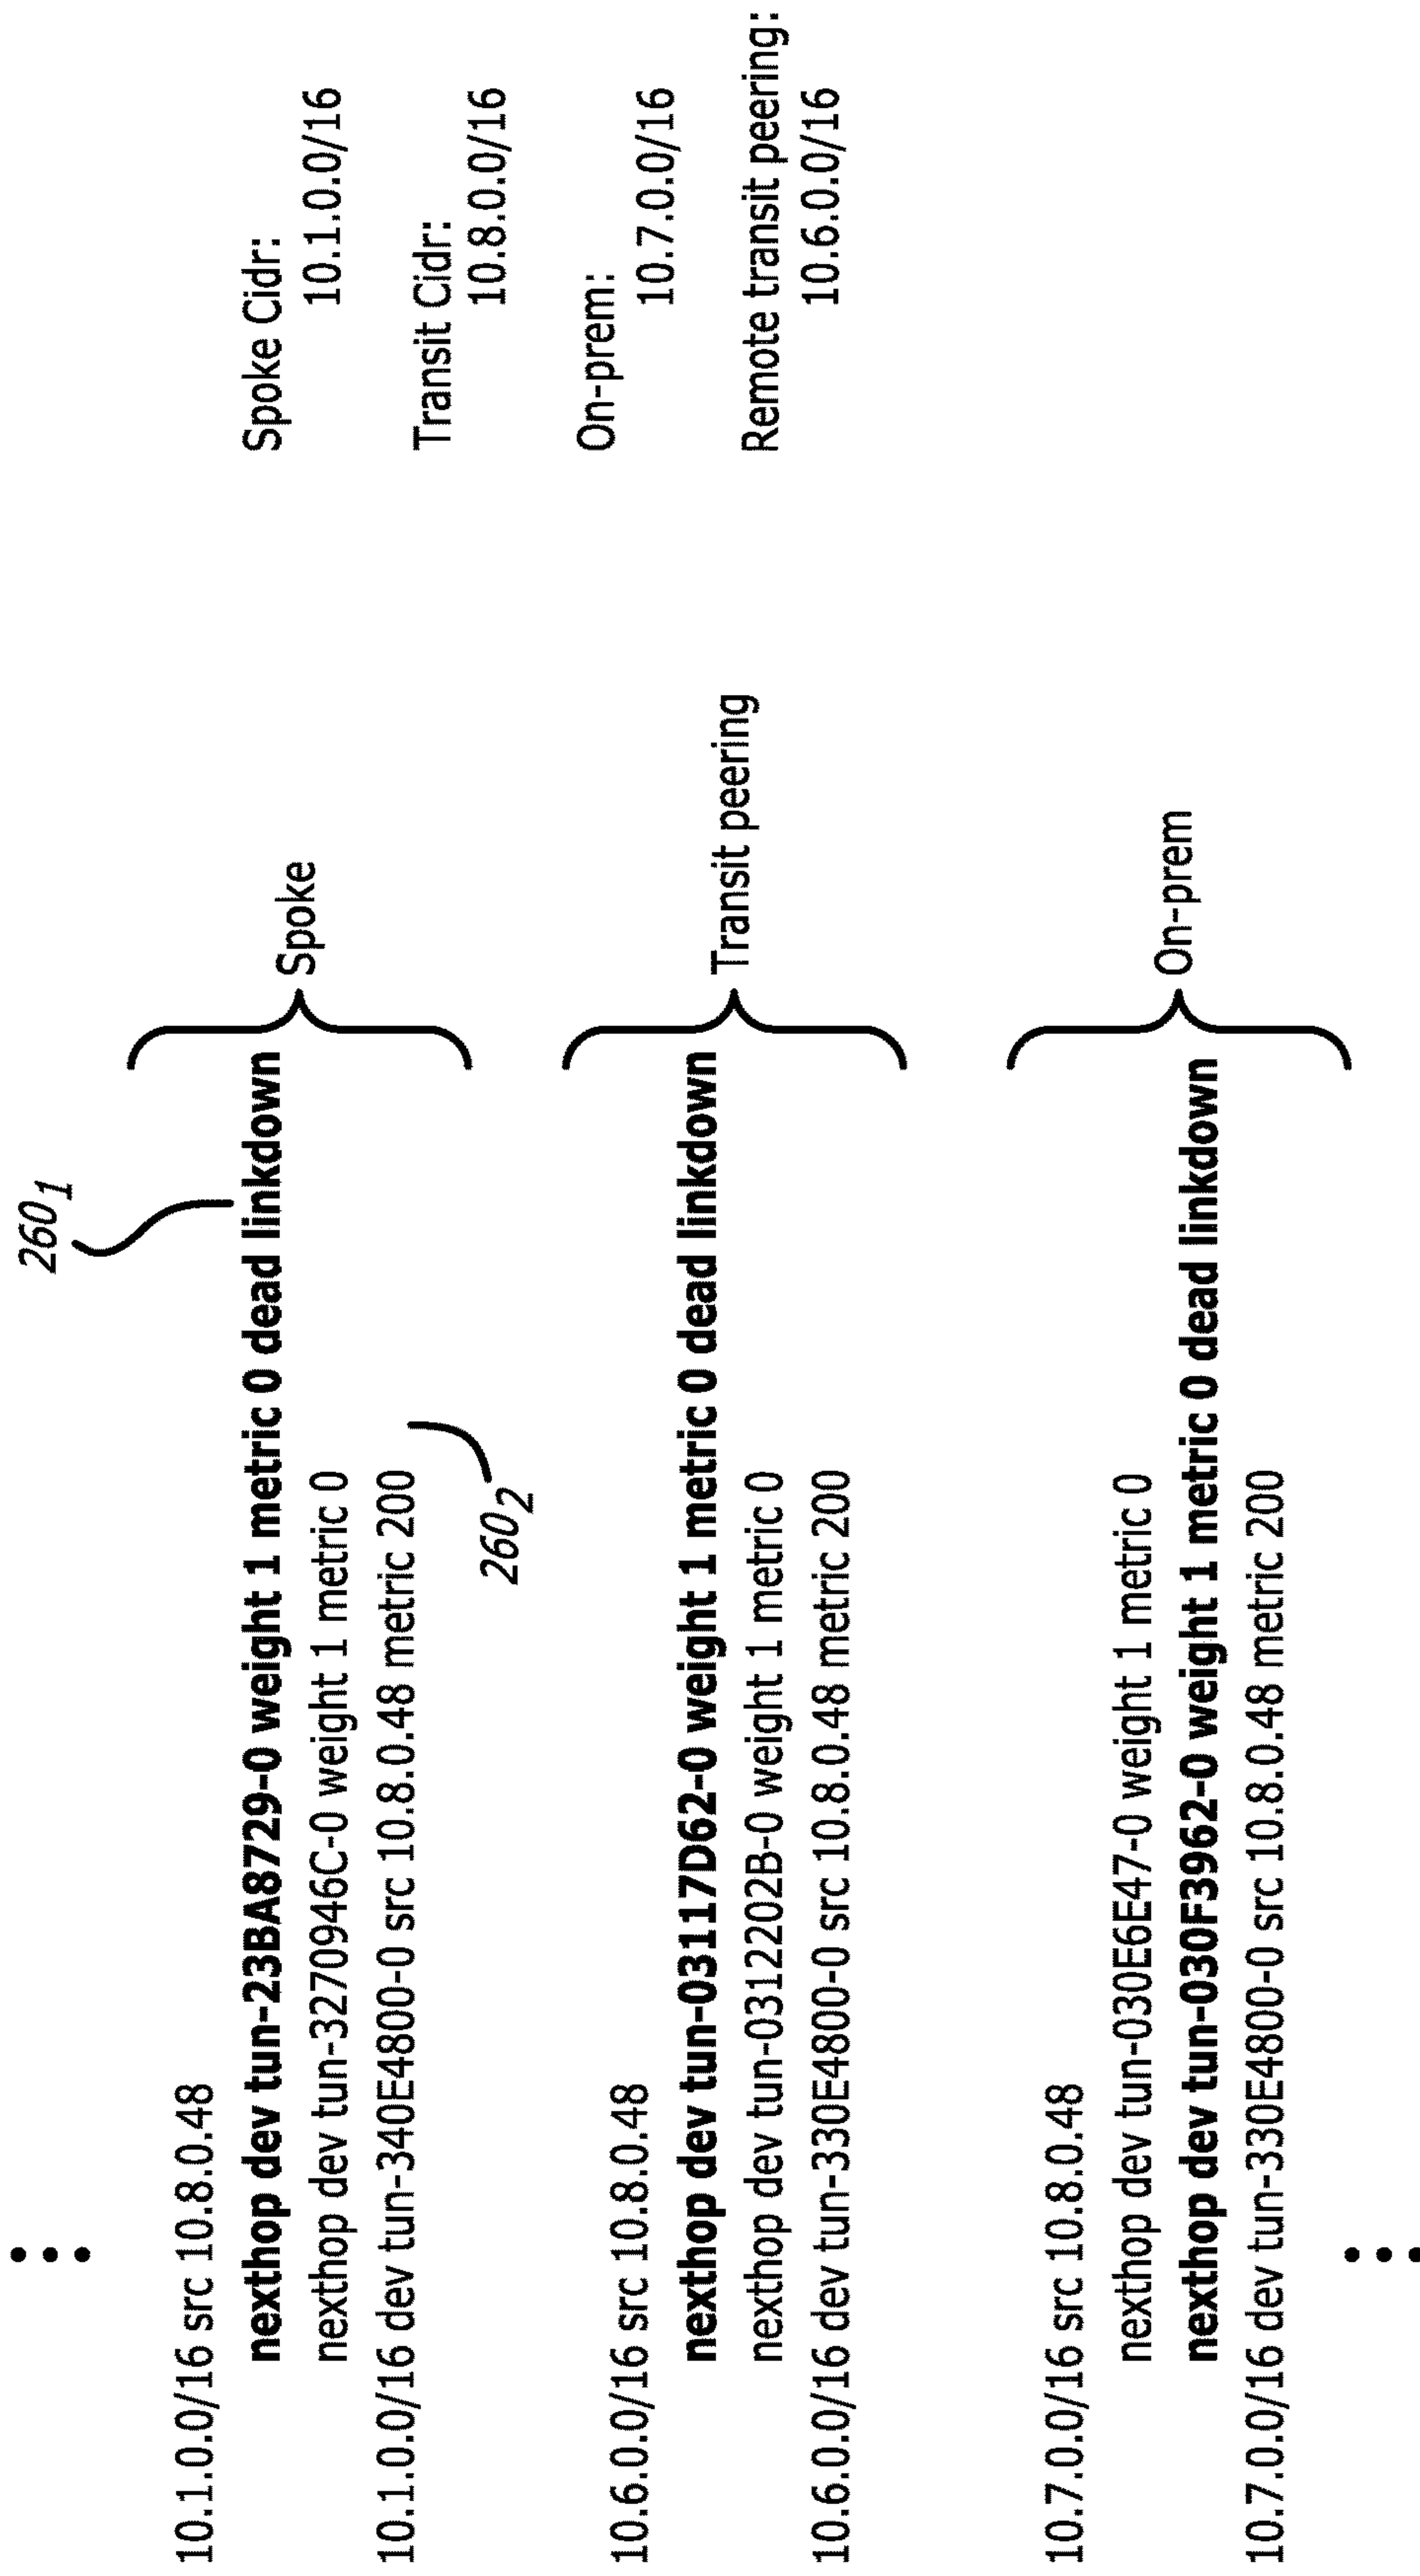 260₁
10.1.0.0/16 src 10.8.0.48
nexthop dev tun-23BA8729-0 weight 1 metric 0 dead linkdown
nexthop dev tun-3270946C-0 weight 1 metric 0
10.1.0.0/16 dev tun-340E4800-0 src 10.8.0.48 metric 200
Spoke
260₂
10.6.0.0/16 src 10.8.0.48
nexthop dev tun-03117D62-0 weight 1 metric 0 dead linkdown
nexthop dev tun-0312202B-0 weight 1 metric 0
10.6.0.0/16 dev tun-330E4800-0 src 10.8.0.48 metric 200
Transit peering
10.7.0.0/16 src 10.8.0.48
nexthop dev tun-030E6E47-0 weight 1 metric 0
nexthop dev tun-030F3962-0 weight 1 metric 0 dead linkdown
10.7.0.0/16 dev tun-330E4800-0 src 10.8.0.48 metric 200
On-prem
Spoke Cidr:
10.1.0.0/16
Transit Cidr:
10.8.0.0/16
On-prem:
10.7.0.0/16
Remote transit peering:
10.6.0.0/16